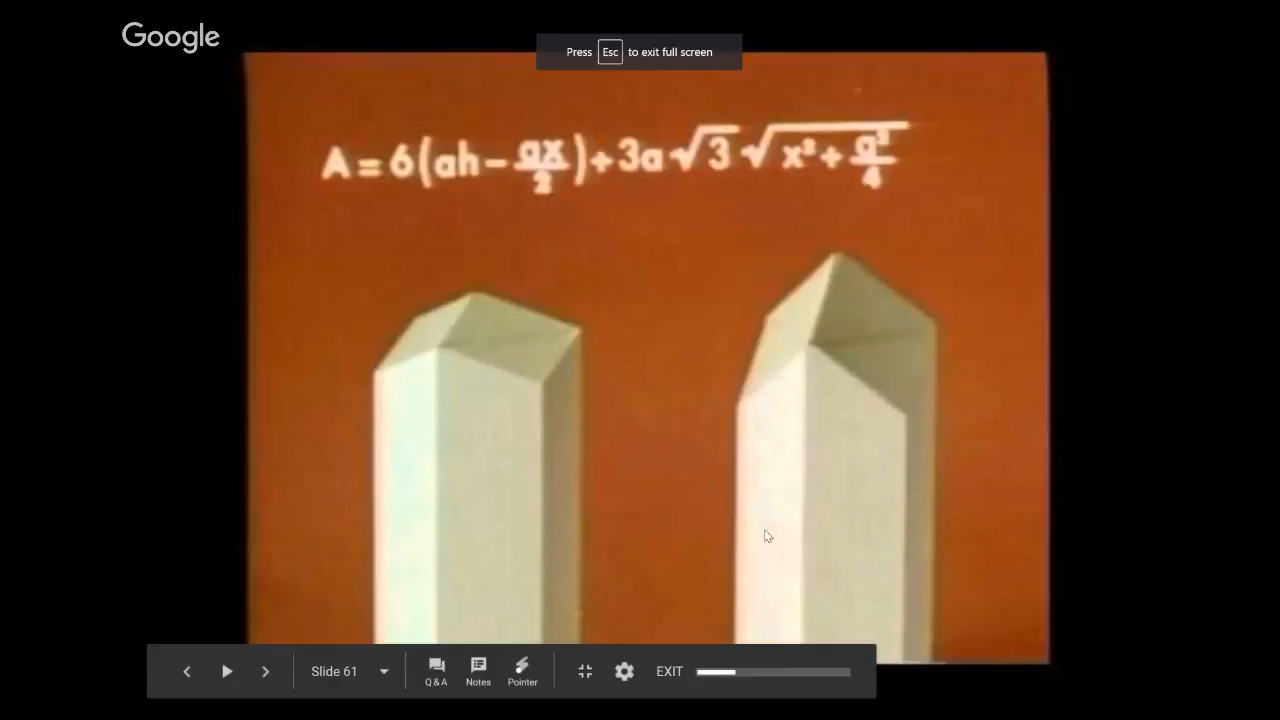 Google
Press Esc to exit full screen
A = 6(ah - ax/2) + 3a √3 √x² + a²/4
Slide 61
Q & A
Notes
Pointer
EXIT